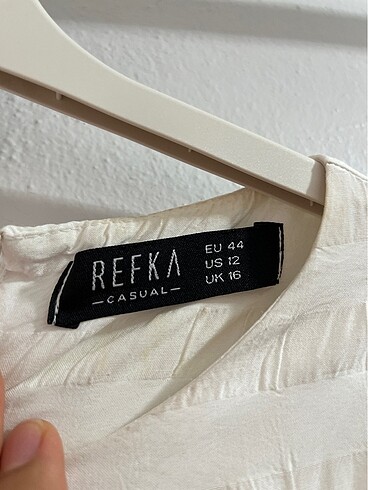 REFKA
— CASUAL —
EU 44
US 12
UK 16